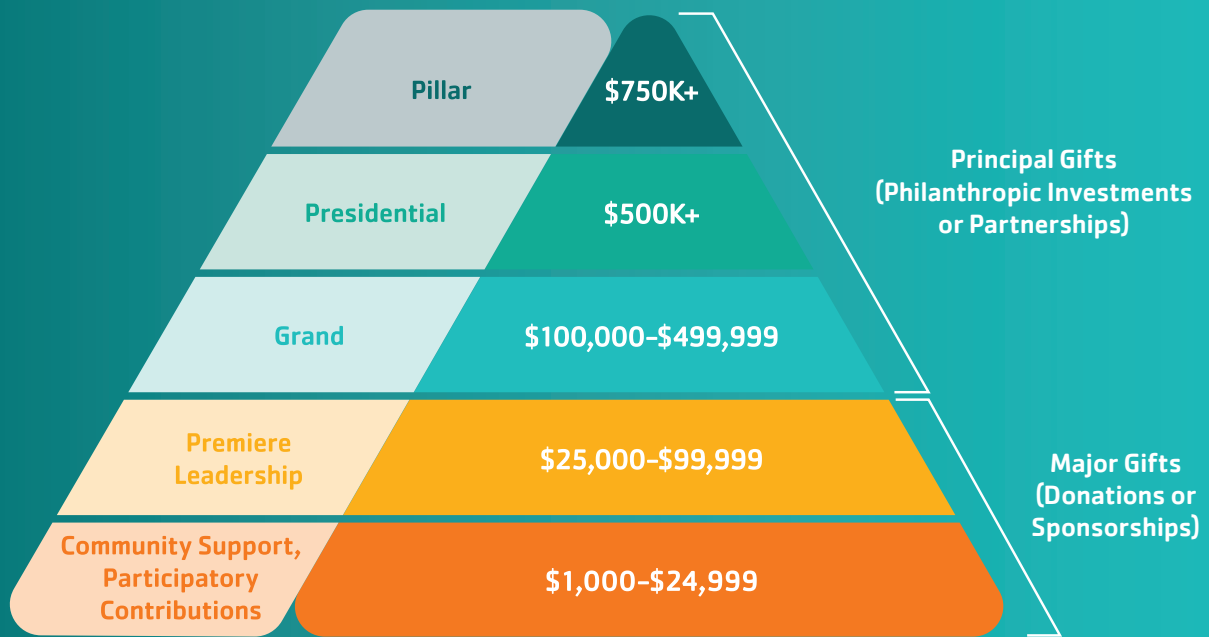 Pillar
$750K+
Presidential
$500K+
Grand
$100,000–$499,999
Premiere
Leadership
$25,000–$99,999
Community Support,
Participatory
Contributions
$1,000–$24,999
Principal Gifts
(Philanthropic Investments
or Partnerships)
Major Gifts
(Donations or
Sponsorships)